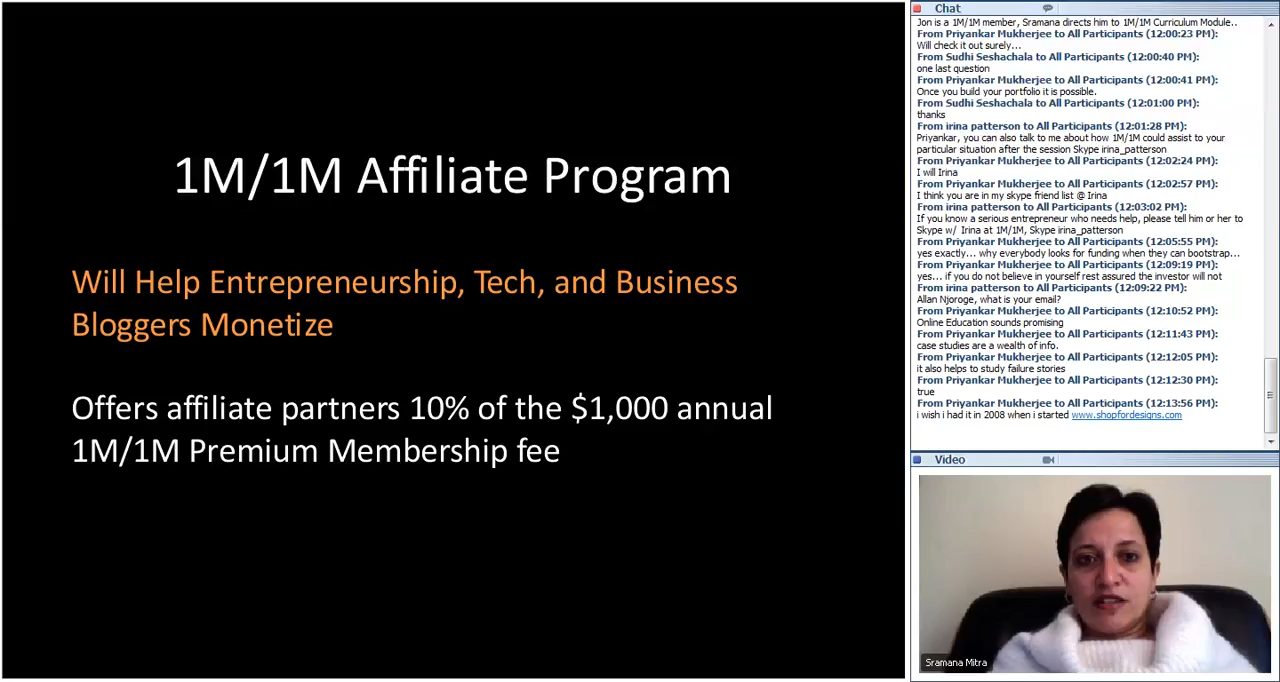 1M/1M Affiliate Program
Will Help Entrepreneurship, Tech, and Business
Bloggers Monetize
Offers affiliate partners 10% of the $1,000 annual
1M/1M Premium Membership fee
Chat
Jon is a 1M/1M member, Sramana directs him to 1M/1M Curriculum Module..
From Priyankar Mukherjee to All Participants (12:00:23 PM):
Will check it out surely...
From Sudhi Seshachala to All Participants (12:00:40 PM):
one last question
From Priyankar Mukherjee to All Participants (12:00:41 PM):
Once you build your portfolio it is possible.
From Sudhi Seshachala to All Participants (12:01:00 PM):
thanks
From irina patterson to All Participants (12:01:28 PM):
Priyankar, you can also talk to me about how 1M/1M could assist to your
particular situation after the session Skype irina_patterson
From Priyankar Mukherjee to All Participants (12:02:24 PM):
I will Irina
From Priyankar Mukherjee to All Participants (12:02:57 PM):
I think you are in my skype friend list @ Irina
From irina patterson to All Participants (12:03:02 PM):
If you know a serious entrepreneur who needs help, please tell him or her to
Skype w/ Irina at 1M/1M, Skype irina_patterson
From Priyankar Mukherjee to All Participants (12:05:55 PM):
yes exactly... why everybody looks for funding when they can bootstrap...
From Priyankar Mukherjee to All Participants (12:09:19 PM):
yes... if you do not believe in yourself rest assured the investor will not
From irina patterson to All Participants (12:09:22 PM):
Allan Njoroge, what is your email?
From Priyankar Mukherjee to All Participants (12:10:52 PM):
Online Education sounds promising
From Priyankar Mukherjee to All Participants (12:11:43 PM):
case studies are a wealth of info.
From Priyankar Mukherjee to All Participants (12:12:05 PM):
it also helps to study failure stories
From Priyankar Mukherjee to All Participants (12:12:30 PM):
true
From Priyankar Mukherjee to All Participants (12:13:56 PM):
i wish i had it in 2008 when i started www.shopfordesigns.com
Video
Sramana Mitra